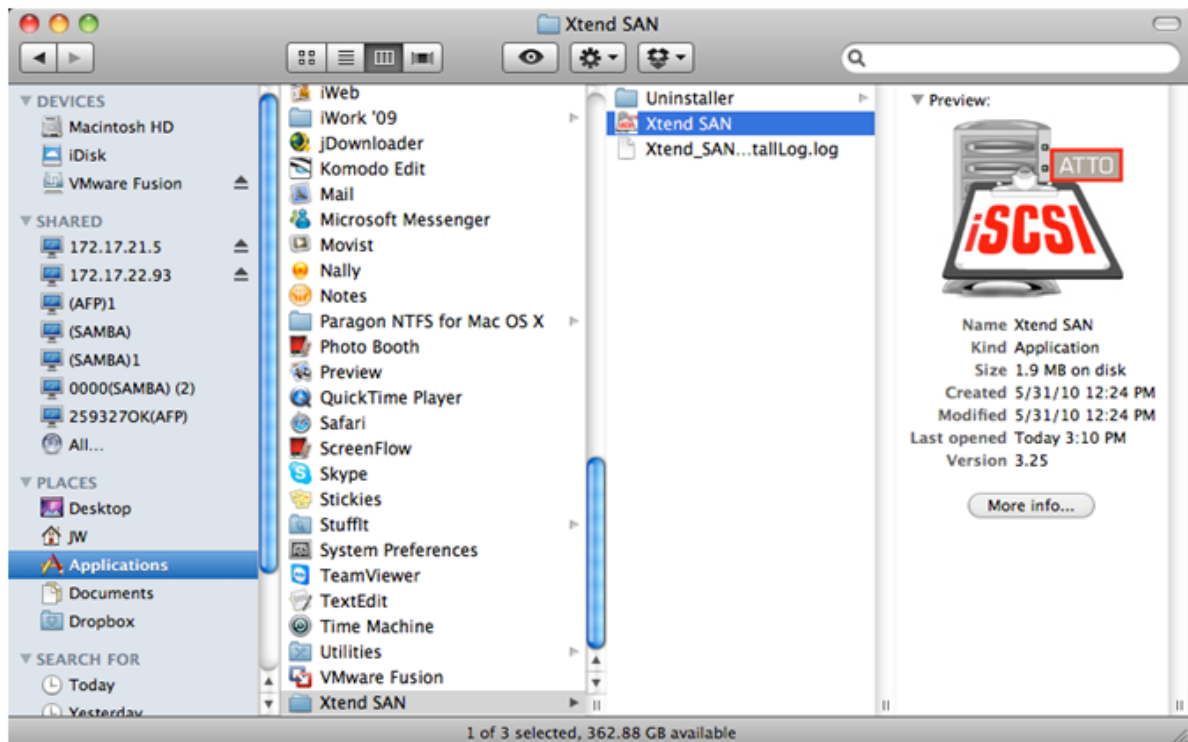 Xtend SAN
DEVICES
Macintosh HD
iDisk
VMware Fusion
SHARED
172.17.21.5
172.17.22.93
(AFP)1
(SAMBA)
(SAMBA)1
0000(SAMBA) (2)
259327OK(AFP)
All...
PLACES
Desktop
JW
Applications
Documents
Dropbox
SEARCH FOR
Today
Yesterday
iWeb
iWork '09
jDownloader
Komodo Edit
Mail
Microsoft Messenger
Movist
Nally
Notes
Paragon NTFS for Mac OS X
Photo Booth
Preview
QuickTime Player
Safari
ScreenFlow
Skype
Stickies
StuffIt
System Preferences
TeamViewer
TextEdit
Time Machine
Utilities
VMware Fusion
Xtend SAN
Uninstaller
Xtend SAN
Xtend_SAN...tallLog.log
Preview:
ATTO
iSCSI
Name Xtend SAN
Kind Application
Size 1.9 MB on disk
Created 5/31/10 12:24 PM
Modified 5/31/10 12:24 PM
Last opened Today 3:10 PM
Version 3.25
More info...
1 of 3 selected, 362.88 GB available